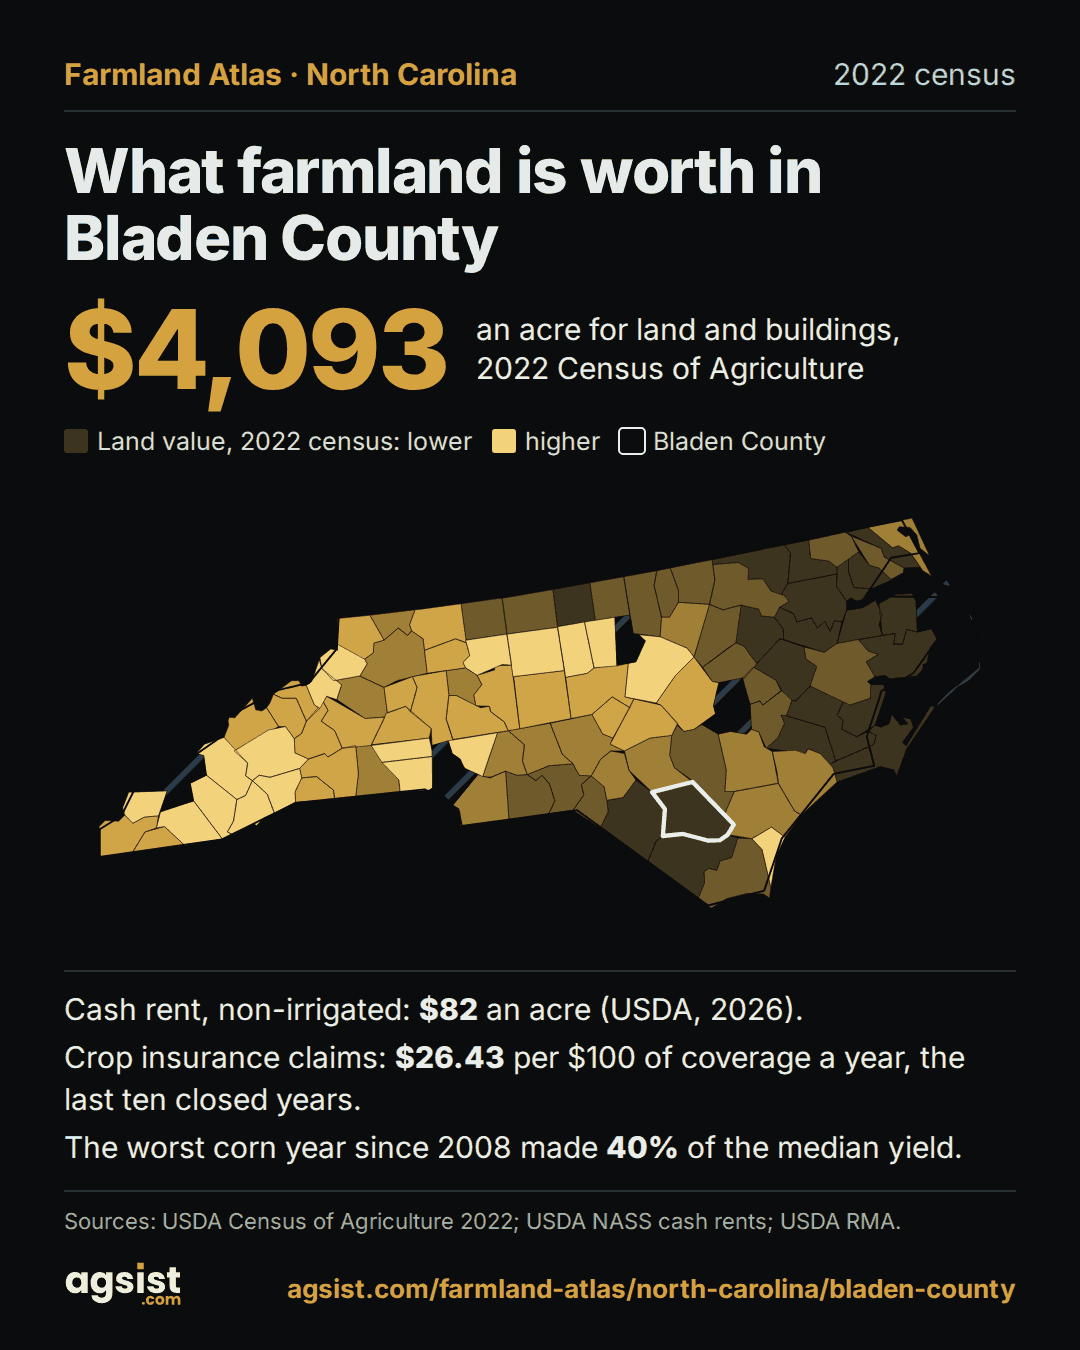 Farmland Atlas · North Carolina
2022 census
What farmland is worth in
Bladen County
$4,093
an acre for land and buildings,
2022 Census of Agriculture
Land value, 2022 census: lower
higher
Bladen County
Cash rent, non-irrigated: $82 an acre (USDA, 2026).
Crop insurance claims: $26.43 per $100 of coverage a year, the
last ten closed years.
The worst corn year since 2008 made 40% of the median yield.
Sources: USDA Census of Agriculture 2022; USDA NASS cash rents; USDA RMA.
agsist
.com
agsist.com/farmland-atlas/north-carolina/bladen-county